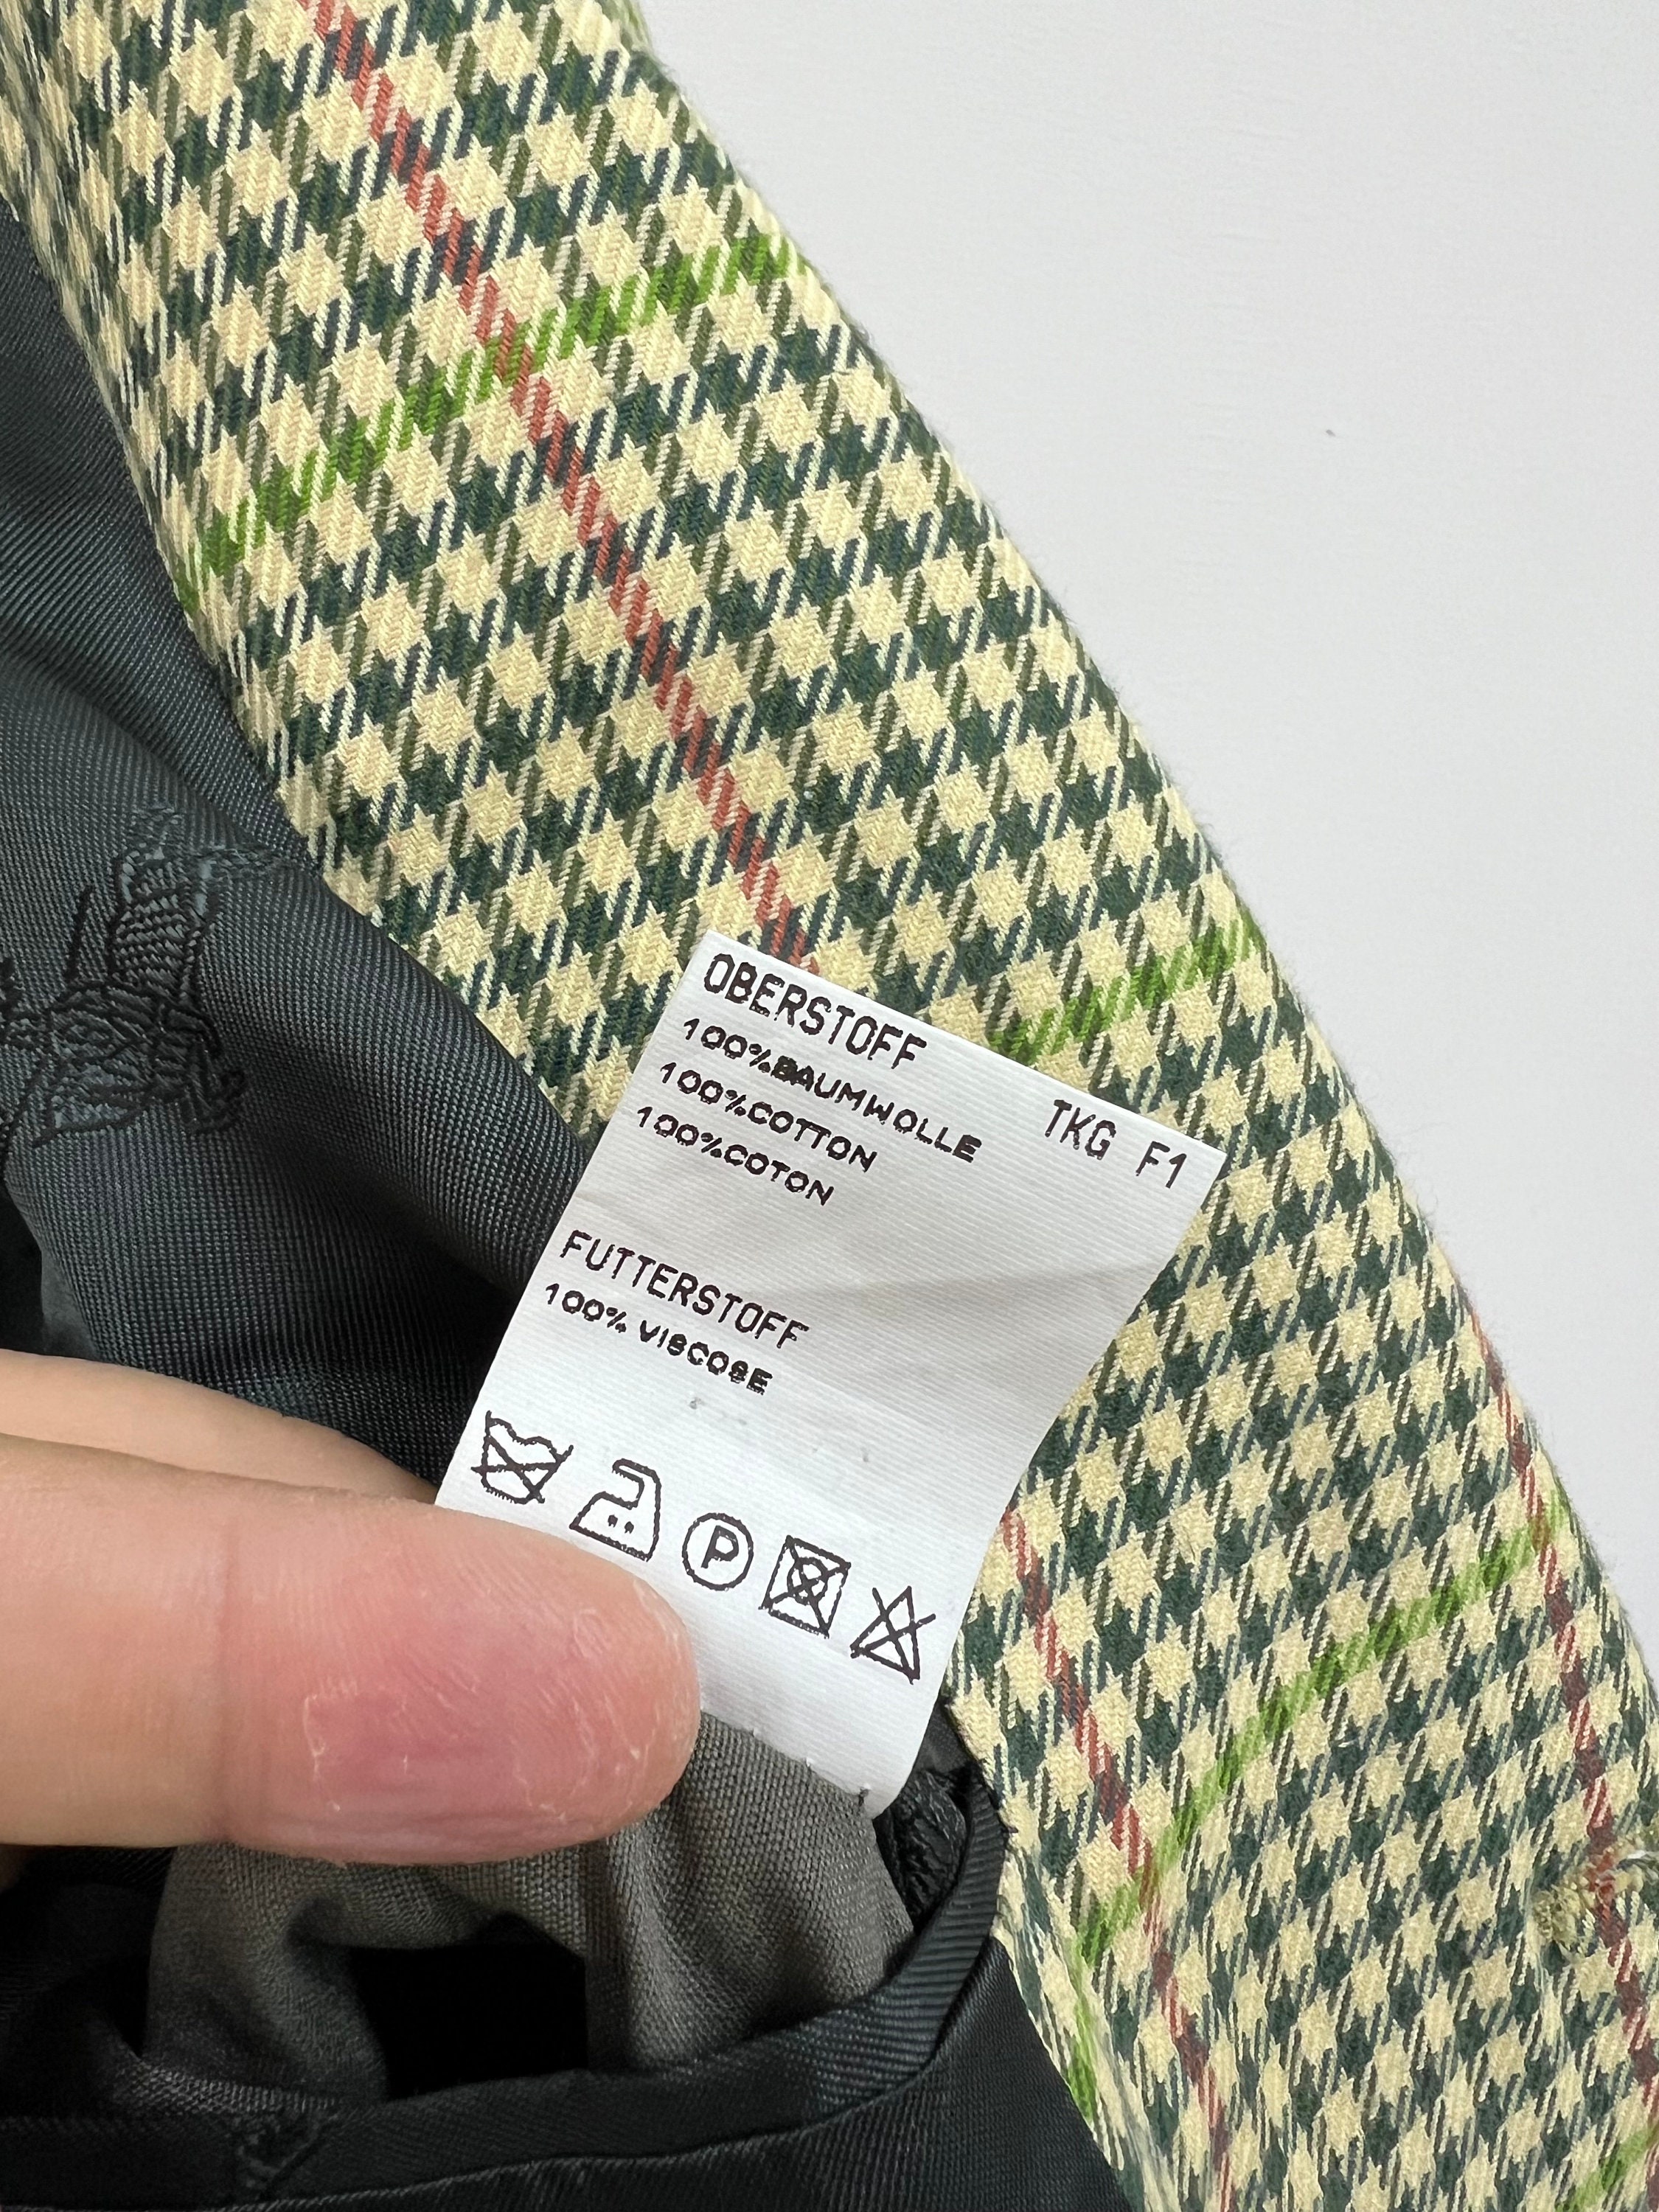 OBERSTOFF
100%BAUMWOLLE
100%COTTON
100%COTON
TKG F1
FUTTERSTOFF
100% VISCOSE
P